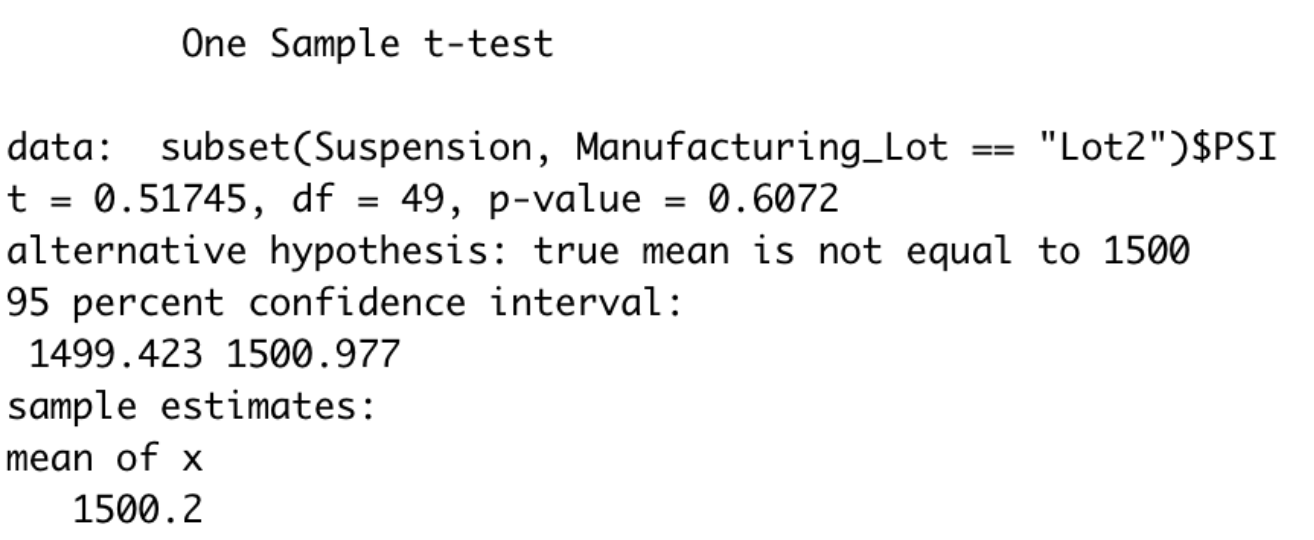 One Sample t-test
data:  subset(Suspension, Manufacturing_Lot == "Lot2")$PSI
t = 0.51745, df = 49, p-value = 0.6072
alternative hypothesis: true mean is not equal to 1500
95 percent confidence interval:
1499.423 1500.977
sample estimates:
mean of x
1500.2